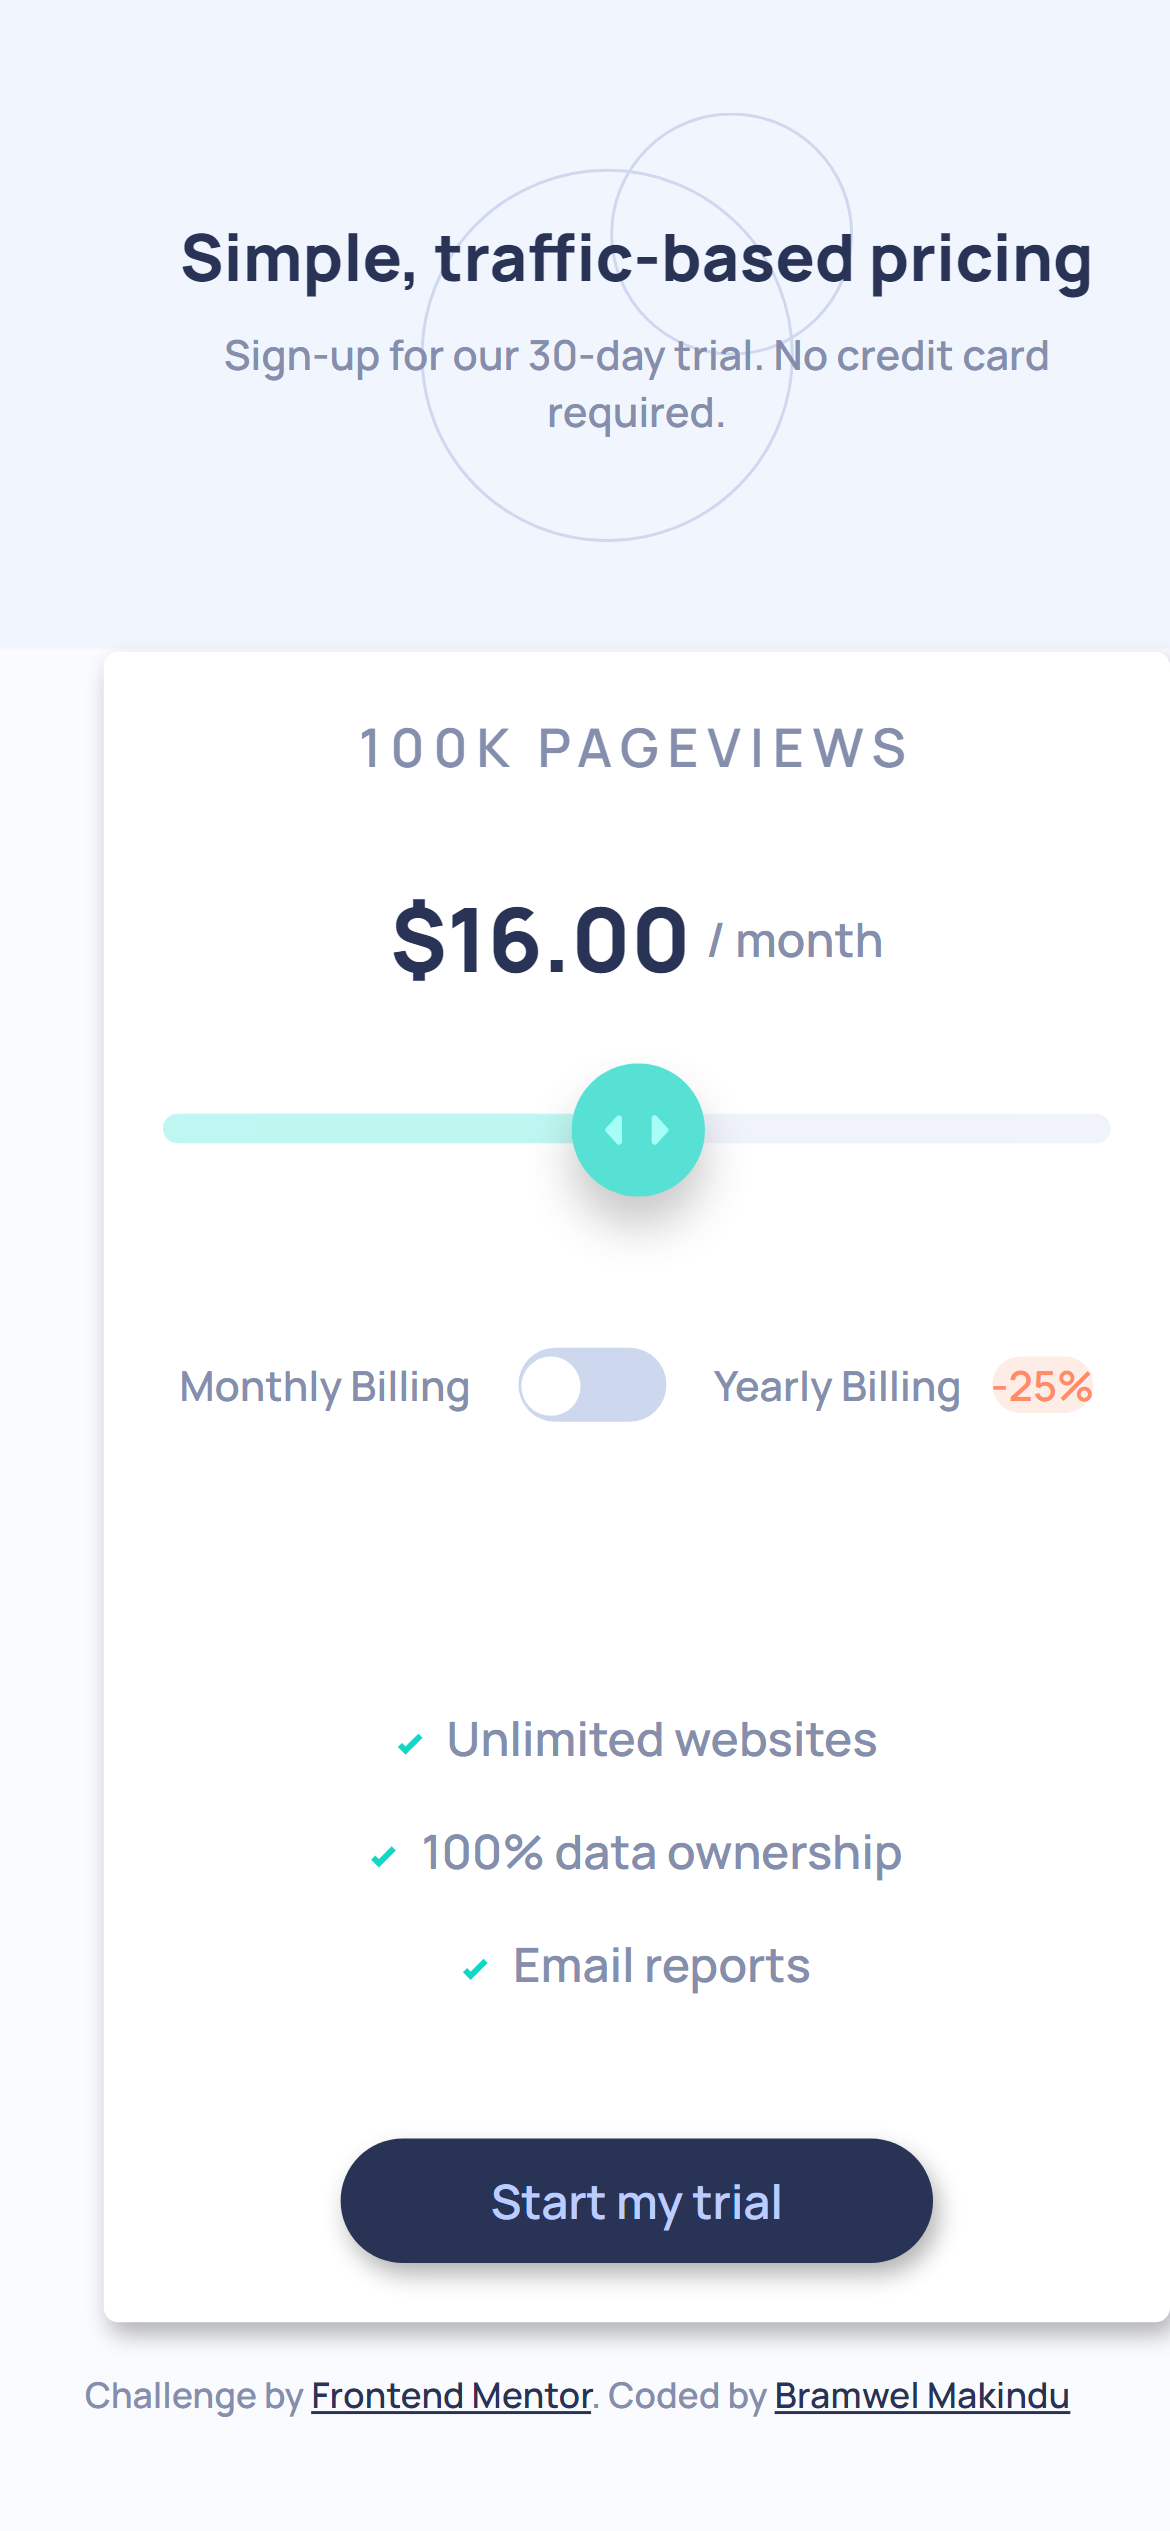 Simple, traffic-based pricing
Sign-up for our 30-day trial. No credit card
required.
100K PAGEVIEWS
$16.00 / month
Monthly Billing Yearly Billing -25%
Unlimited websites
100% data ownership
Email reports
Start my trial
Challenge by Frontend Mentor. Coded by Bramwel Makindu